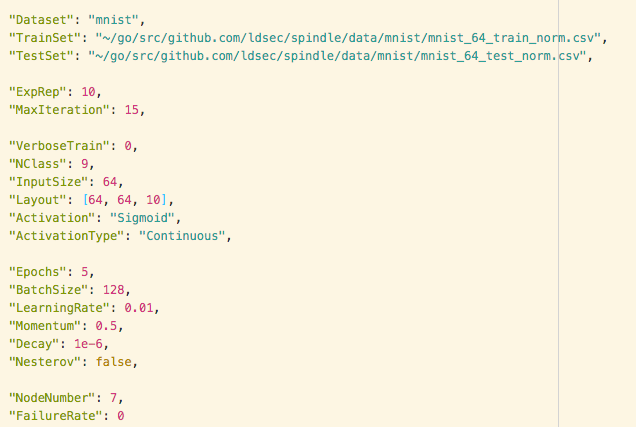 "Dataset": "mnist",
"TrainSet": "~/go/src/github.com/ldsec/spindle/data/mnist/mnist_64_train_norm.csv",
"TestSet": "~/go/src/github.com/ldsec/spindle/data/mnist/mnist_64_test_norm.csv",
"ExpRep": 10,
"MaxIteration": 15,
"VerboseTrain": 0,
"NClass": 9,
"InputSize": 64,
"Layout": [64, 64, 10],
"Activation": "Sigmoid",
"ActivationType": "Continuous",
"Epochs": 5,
"BatchSize": 128,
"LearningRate": 0.01,
"Momentum": 0.5,
"Decay": 1e-6,
"Nesterov": false,
"NodeNumber": 7,
"FailureRate": 0